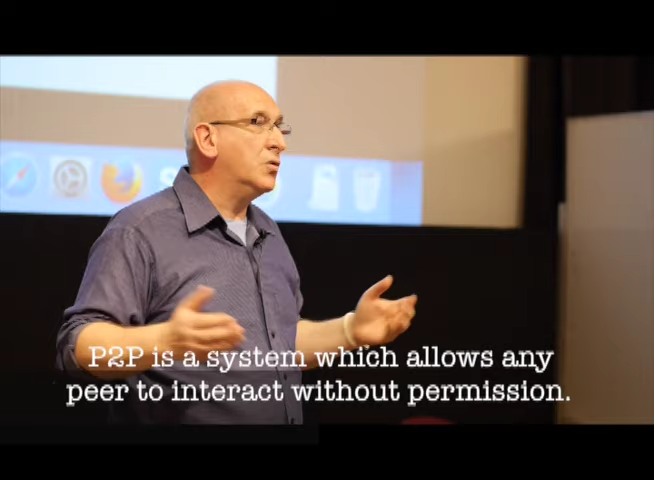 P2P is a system which allows any
peer to interact without permission.